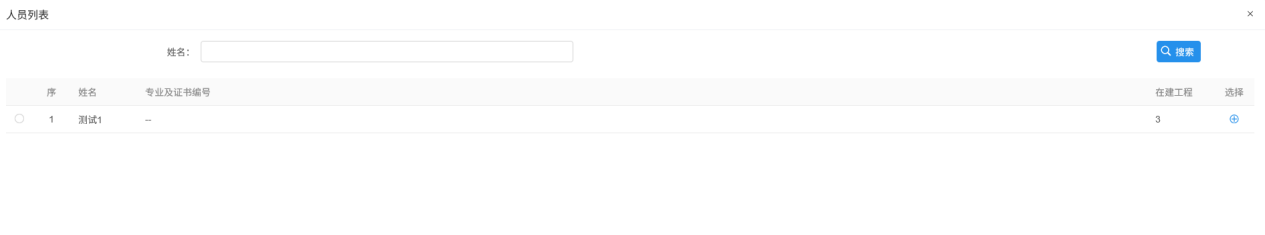 人员列表 ×
姓名： 搜索
序 姓名 专业及证书编号 在建工程 选择
1 测试1 -- 3